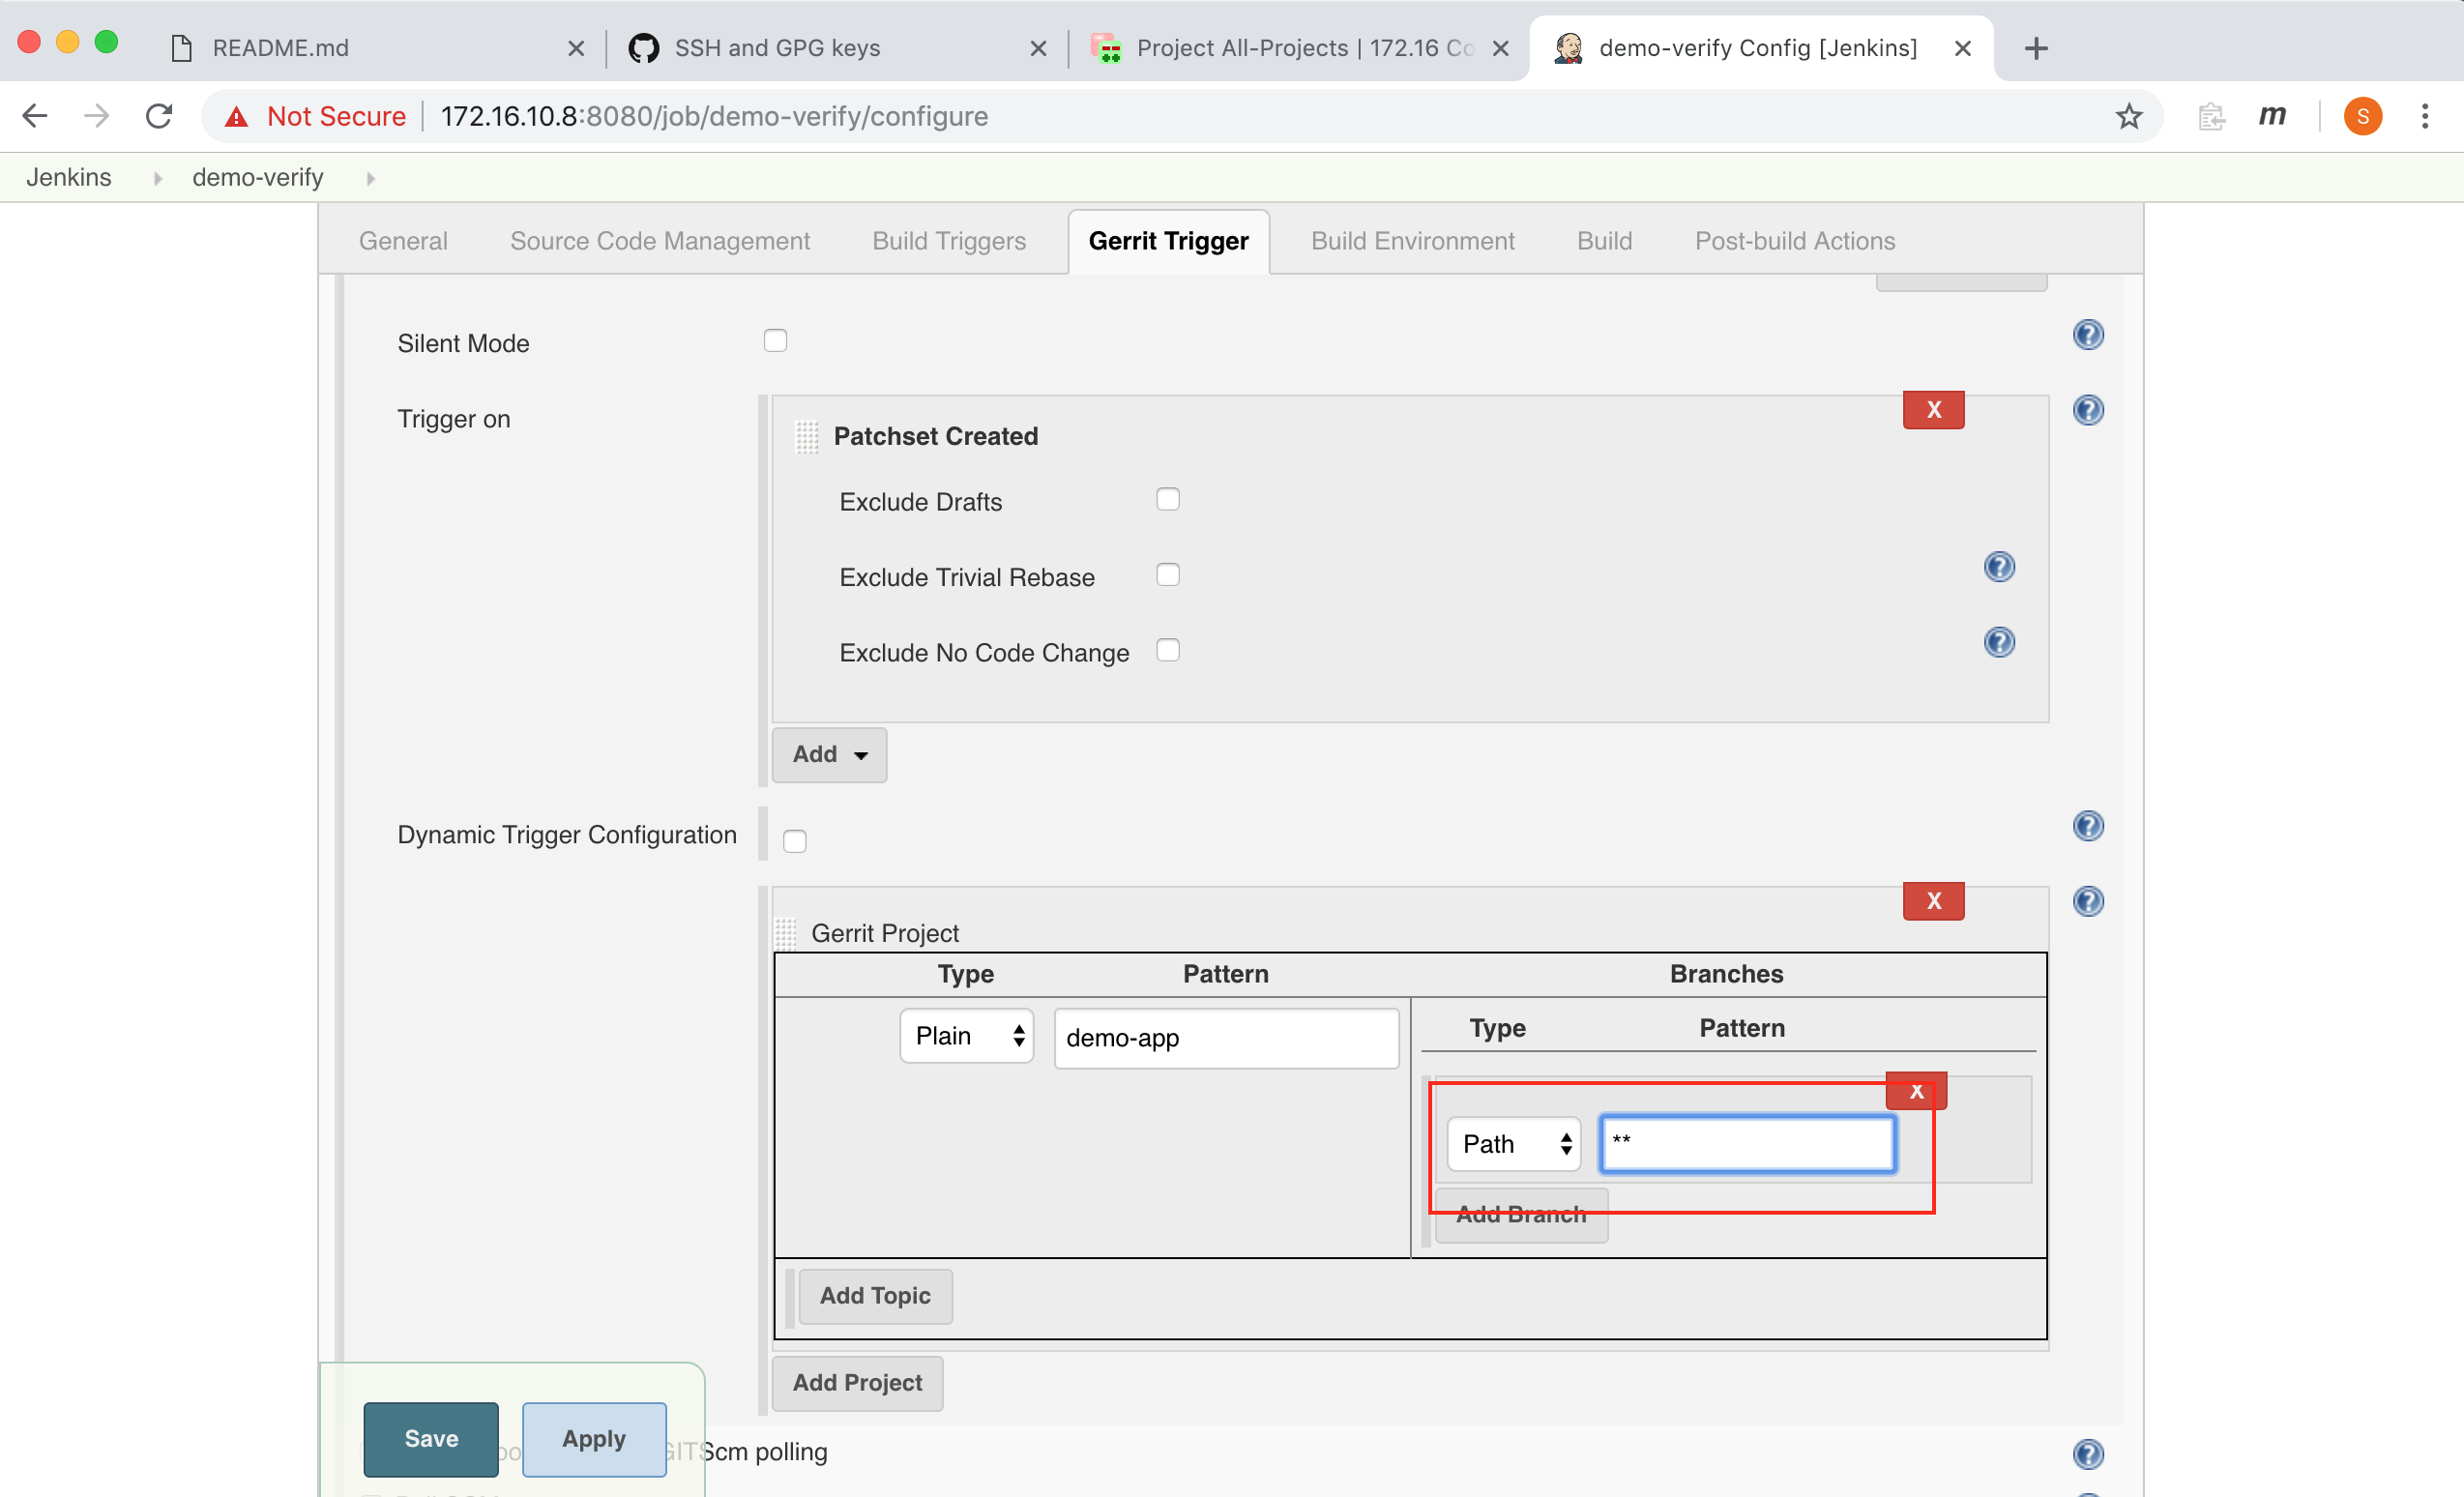 README.md
SSH and GPG keys
Project All-Projects | 172.16 Co
demo-verify Config [Jenkins]
Not Secure 172.16.10.8:8080/job/demo-verify/configure
m
S
Jenkins demo-verify
General Source Code Management Build Triggers Gerrit Trigger Build Environment Build Post-build Actions
Silent Mode
?
Trigger on
X
?
Patchset Created
Exclude Drafts
Exclude Trivial Rebase
?
Exclude No Code Change
?
Add
Dynamic Trigger Configuration
?
X
?
Gerrit Project
Type Pattern Branches
Plain demo-app
Type Pattern
X
Path **
Add Branch
Add Topic
Add Project
Save Apply
GITScm polling
?